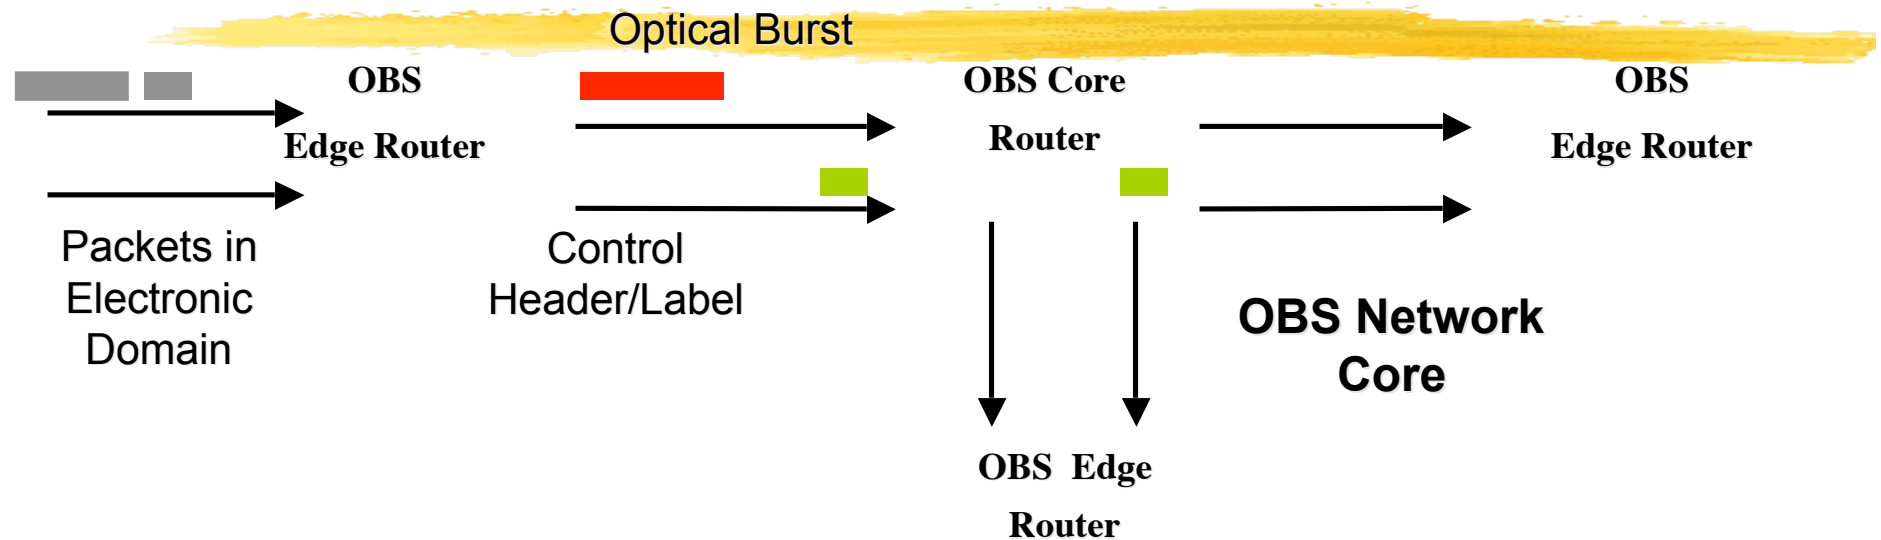 Optical Burst
OBS
Edge Router
OBS Core
Router
OBS
Edge Router
Packets in
Electronic
Domain
Control
Header/Label
OBS Network
Core
OBS Edge
Router